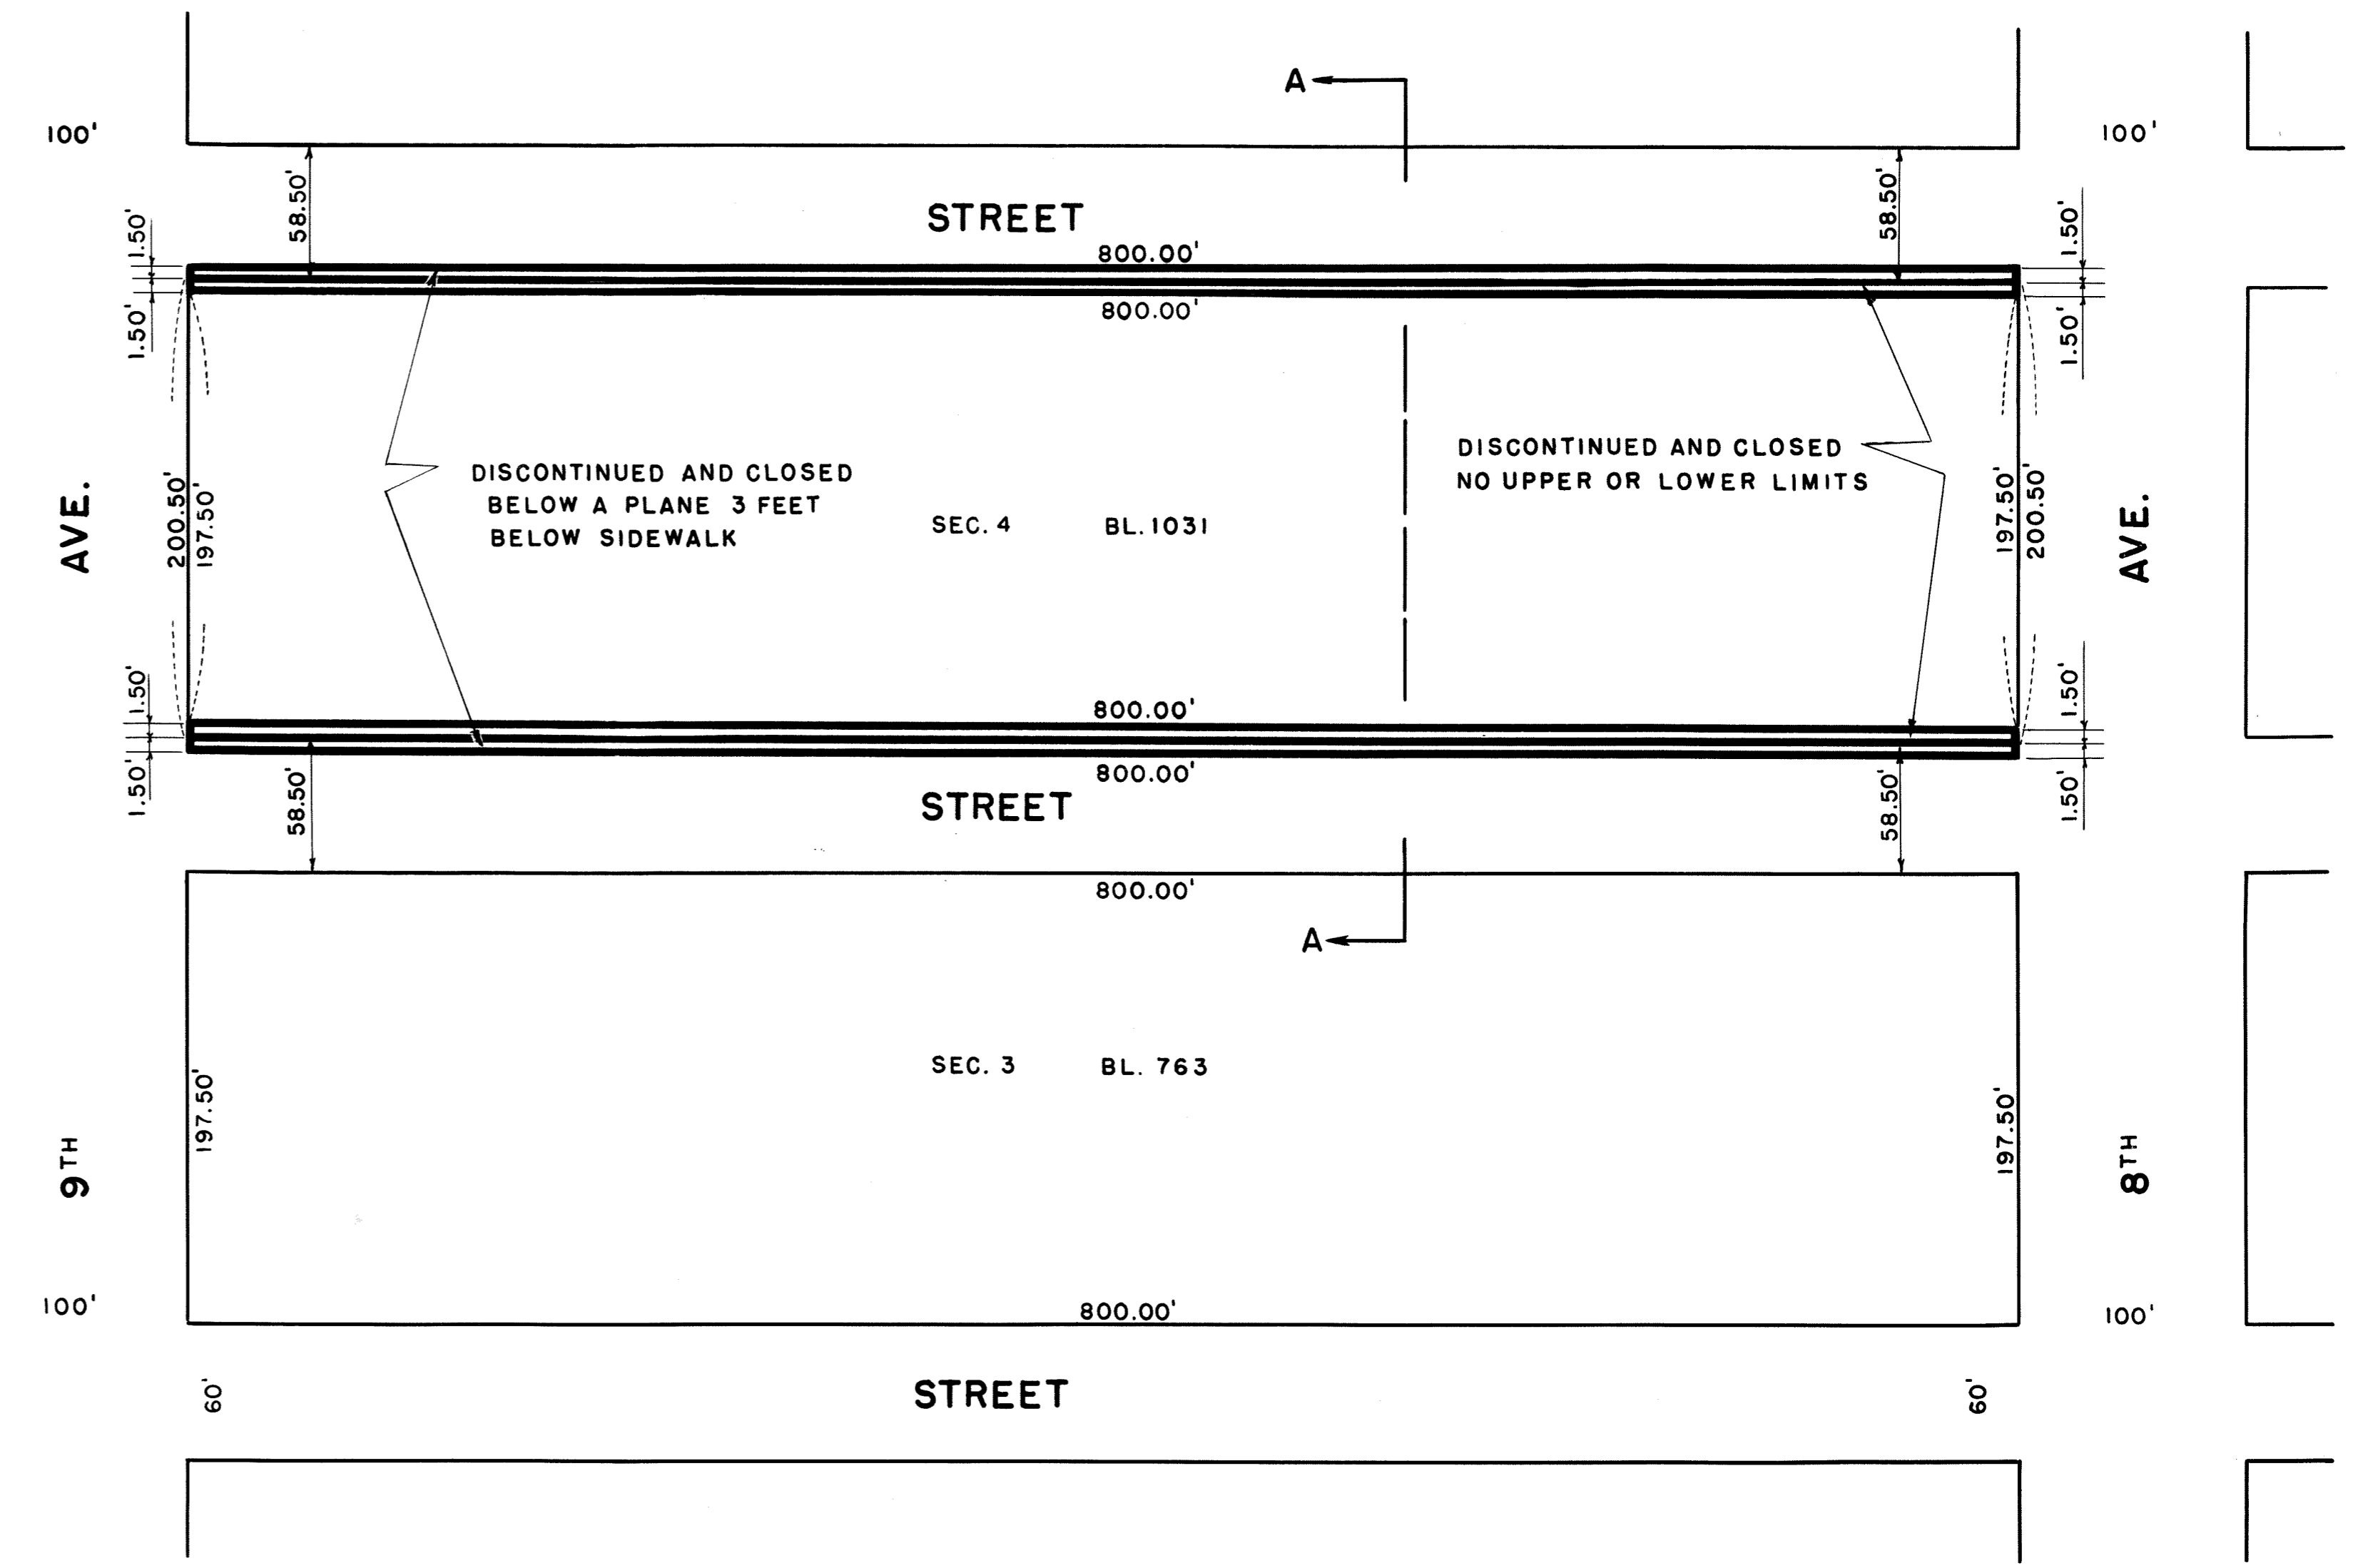 A
100'
100'
58.50'
58.50'
1.50'
STREET
1.50'
800.00'
800.00'
1.50'
1.50'
DISCONTINUED AND CLOSED
BELOW A PLANE 3 FEET
BELOW SIDEWALK
DISCONTINUED AND CLOSED
NO UPPER OR LOWER LIMITS
AVE.
200.50'
197.50'
SEC. 4 BL. 1031
197.50'
200.50'
AVE.
1.50'
800.00'
1.50'
1.50'
58.50'
800.00'
58.50'
1.50'
STREET
800.00'
A
SEC. 3 BL. 763
9TH
197.50'
197.50'
8TH
100'
800.00'
100'
60'
STREET
60'